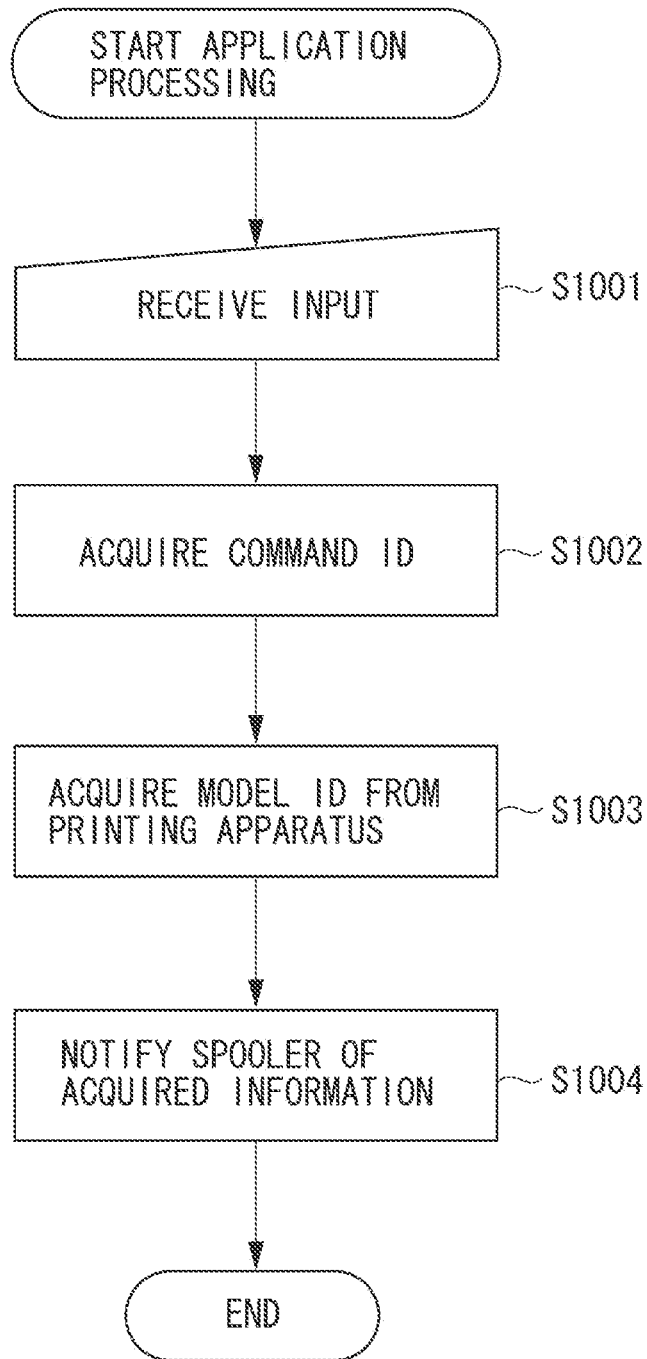 START APPLICATION
PROCESSING
RECEIVE INPUT
S1001
ACQUIRE COMMAND ID
S1002
ACQUIRE MODEL ID FROM
PRINTING APPARATUS
S1003
NOTIFY SPOOLER OF
ACQUIRED INFORMATION
S1004
END